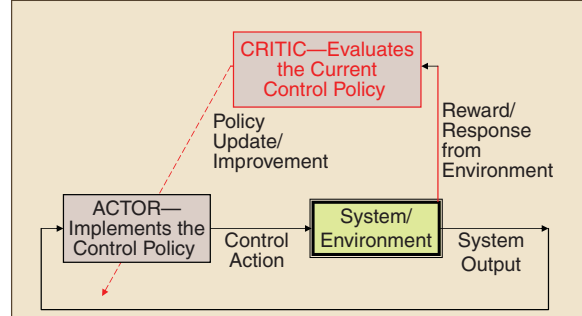 CRITIC—Evaluates
the Current
Control Policy
Policy
Update/
Improvement
Reward/
Response
from
Environment
ACTOR—
Implements the
Control Policy
Control
Action
System/
Environment
System
Output